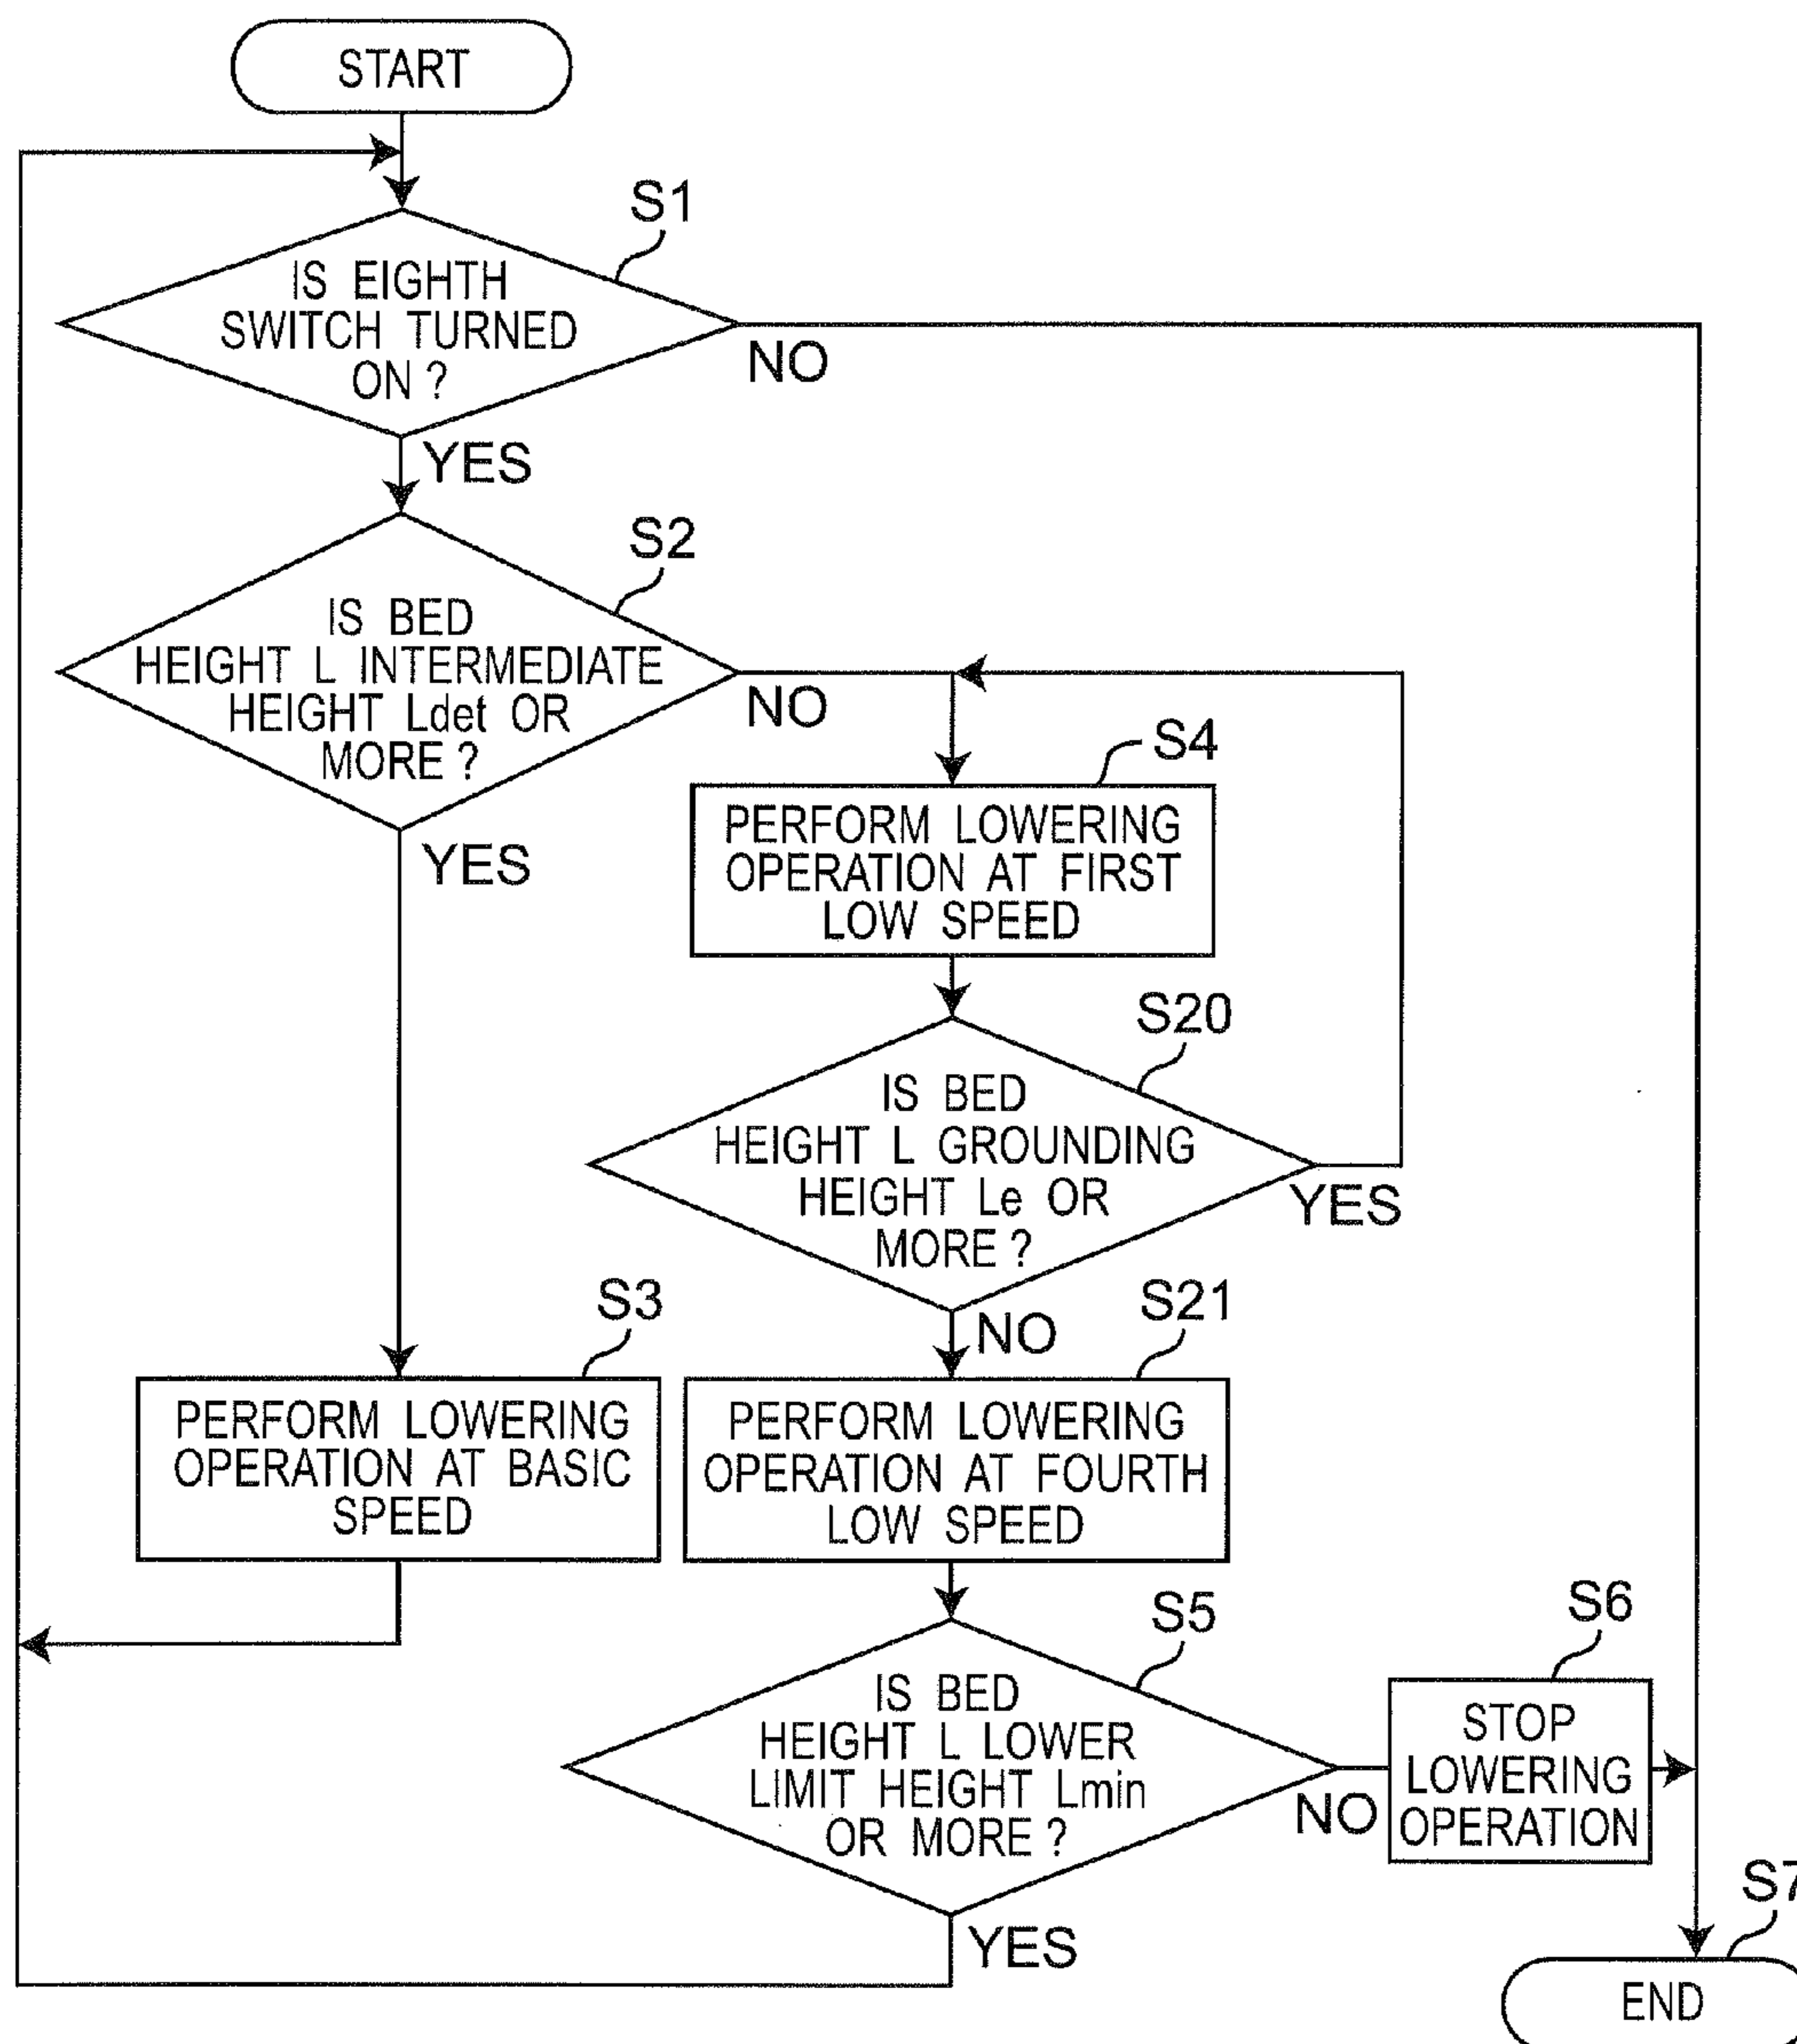 START
S1
IS EIGHTH
SWITCH TURNED
ON ?
NO
YES
S2
IS BED
HEIGHT L INTERMEDIATE
HEIGHT Ldet OR
MORE ?
NO
YES
S4
PERFORM LOWERING
OPERATION AT FIRST
LOW SPEED
S20
IS BED
HEIGHT L GROUNDING
HEIGHT Le OR
MORE ?
YES
NO
S3
PERFORM LOWERING
OPERATION AT BASIC
SPEED
S21
PERFORM LOWERING
OPERATION AT FOURTH
LOW SPEED
S5
IS BED
HEIGHT L LOWER
LIMIT HEIGHT Lmin
OR MORE ?
NO
YES
S6
STOP
LOWERING
OPERATION
S7
END